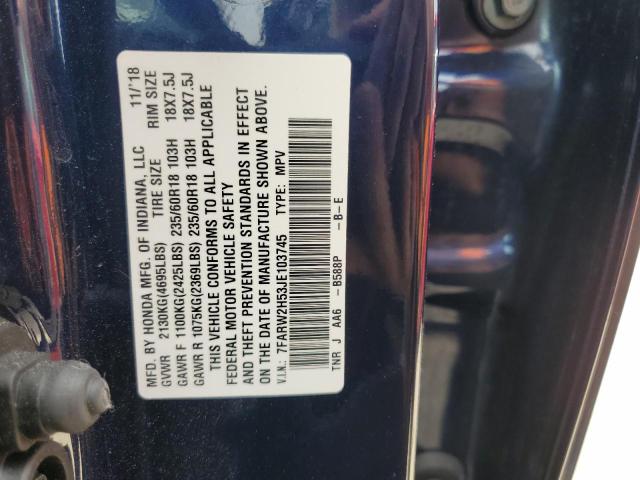 MFD. BY HONDA MFG. OF INDIANA, LLC 11/'18
GVWR 2130KG(4695LBS) TIRE SIZE RIM SIZE
GAWR F 1100KG(2425LBS) 235/60R18 103H 18X7.5J
GAWR R 1075KG(2369LBS) 235/60R18 103H 18X7.5J
THIS VEHICLE CONFORMS TO ALL APPLICABLE
FEDERAL MOTOR VEHICLE SAFETY
AND THEFT PREVENTION STANDARDS IN EFFECT
ON THE DATE OF MANUFACTURE SHOWN ABOVE.
V.I.N.: 7FARW2H53JE103745 TYPE: MPV
TNR J AA6 -B588P -B-E